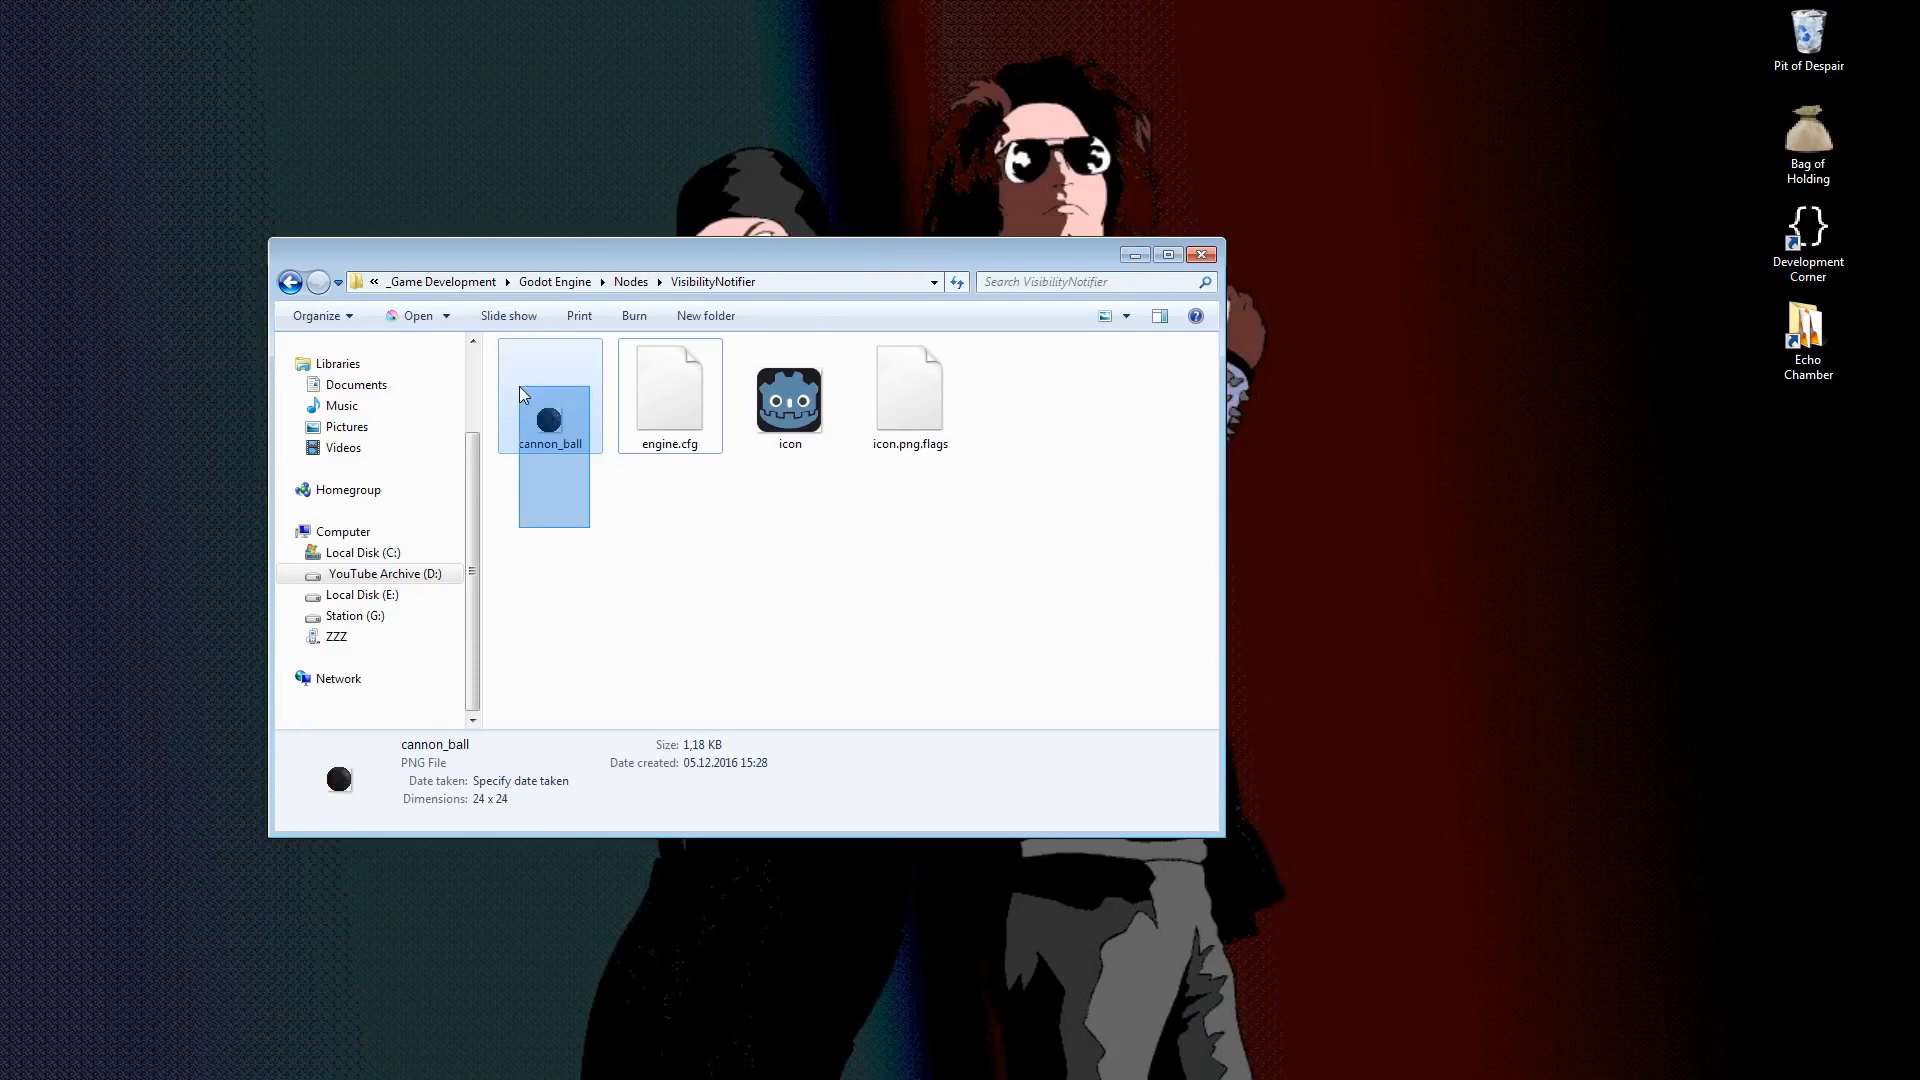 Pit of Despair
Bag of
Holding
{}
Development
Corner
Echo
Chamber
« _Game Development Godot Engine Nodes VisibilityNotifier
Search VisibilityNotifier
Organize Open Slide show Print Burn New folder
Libraries
Documents
Music
Pictures
Videos
Homegroup
Computer
Local Disk (C:)
YouTube Archive (D:)
Local Disk (E:)
Station (G:)
ZZZ
Network
cannon_ball
engine.cfg
icon
icon.png.flags
cannon_ball
Size: 1,18 KB
PNG File
Date created: 05.12.2016 15:28
Date taken: Specify date taken
Dimensions: 24 x 24